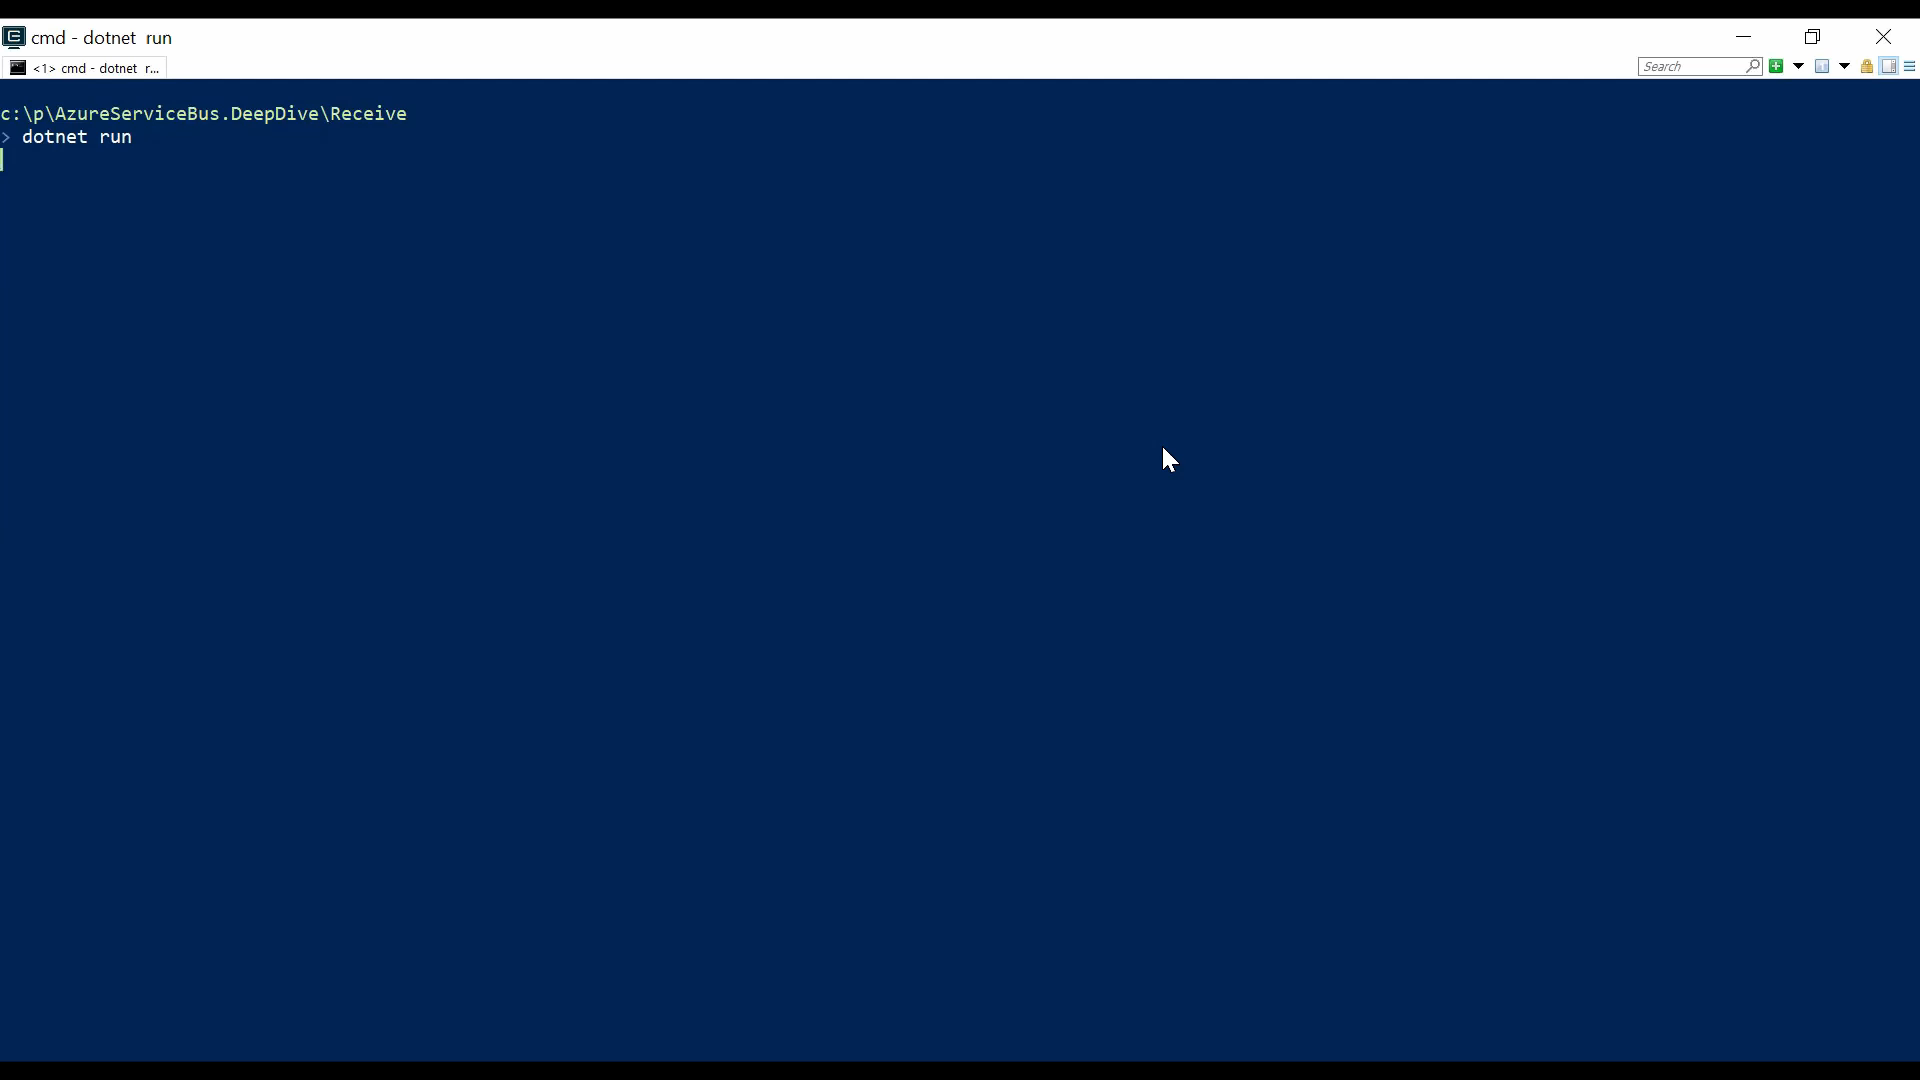 cmd - dotnet  run
<1> cmd - dotnet  r...
Search
c:\p\AzureServiceBus.DeepDive\Receive
> dotnet run